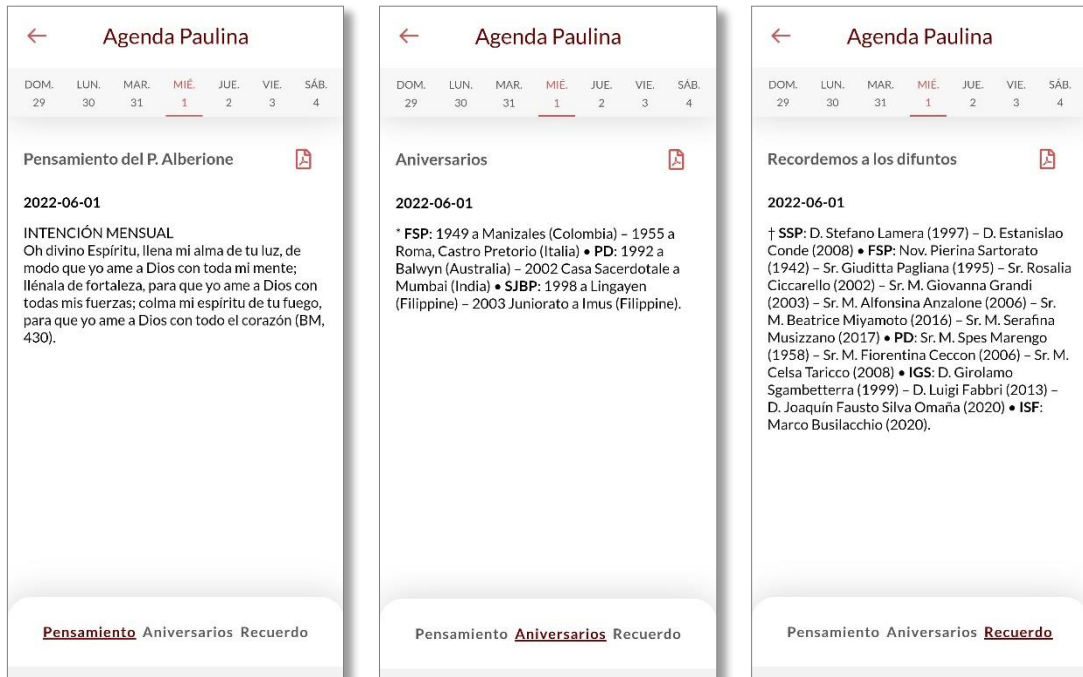 Agenda Paulina
DOM. LUN. MAR. MIÉ. JUE. VIE. SÁB.
29 30 31 1 2 3 4
Pensamiento del P. Alberione
2022-06-01
INTENCIÓN MENSUAL
Oh divino Espíritu, llena mi alma de tu luz, de
modo que yo ame a Dios con toda mi mente;
llénala de fortaleza, para que yo ame a Dios con
todas mis fuerzas; colma mi espíritu de tu fuego,
para que yo ame a Dios con todo el corazón (BM,
430).
Pensamiento Aniversarios Recuerdo
Agenda Paulina
DOM. LUN. MAR. MIÉ. JUE. VIE. SÁB.
29 30 31 1 2 3 4
Aniversarios
2022-06-01
* FSP: 1949 a Manizales (Colombia) – 1955 a
Roma, Castro Pretorio (Italia) • PD: 1992 a
Balwyn (Australia) – 2002 Casa Sacerdotale a
Mumbai (India) • SJBP: 1998 a Lingayen
(Filippine) – 2003 Juniorato a Imus (Filippine).
Pensamiento Aniversarios Recuerdo
Agenda Paulina
DOM. LUN. MAR. MIÉ. JUE. VIE. SÁB.
29 30 31 1 2 3 4
Recordemos a los difuntos
2022-06-01
† SSP: D. Stefano Lamera (1997) – D. Estanislao
Conde (2008) • FSP: Nov. Pierina Sartorato
(1942) – Sr. Giuditta Pagliana (1995) – Sr. Rosalia
Ciccarello (2002) – Sr. M. Giovanna Grandi
(2003) – Sr. M. Alfonsina Anzalone (2006) – Sr.
M. Beatrice Miyamoto (2016) – Sr. M. Serafina
Musizzano (2017) • PD: Sr. M. Spes Marengo
(1958) – Sr. M. Fiorentina Ceccon (2006) – Sr. M.
Celsa Taricco (2008) • IGS: D. Girolamo
Sgambetterra (1999) – D. Luigi Fabbri (2013) –
D. Joaquín Fausto Silva Omaña (2020) • ISF:
Marco Busilacchio (2020).
Pensamiento Aniversarios Recuerdo